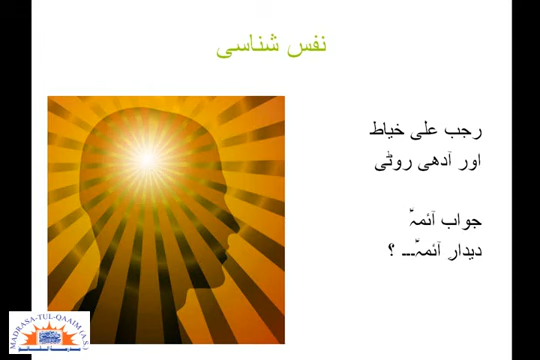 نفس شناسی
رجب علی خیاط
اور آدھی روٹی
جواب آئمہؑ
دیدارِ آئمہؑ۔۔۔ ؟
MADRASA-TUL-QAAIM (A.S.)